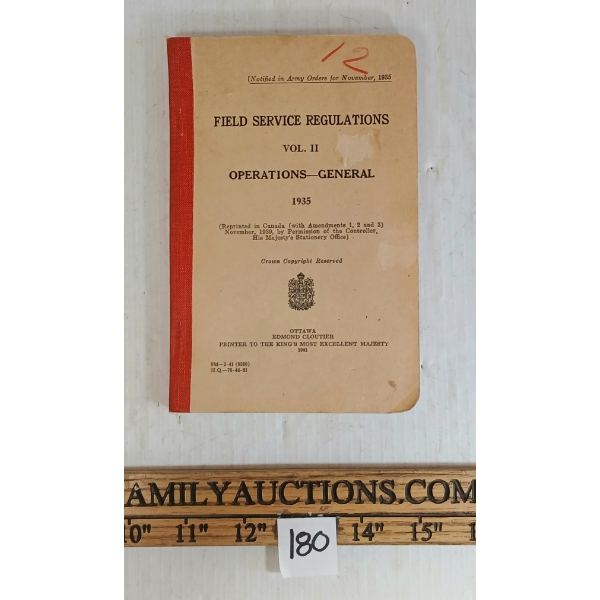 12
[Notified in Army Orders for November, 1935
FIELD SERVICE REGULATIONS
VOL. II
OPERATIONS—GENERAL
1935
(Reprinted in Canada (with Amendments 1, 2 and 3)
November, 1939, by Permission of the Controller,
His Majesty's Stationery Office)
Crown Copyright Reserved
OTTAWA
EDMOND CLOUTIER
PRINTER TO THE KING'S MOST EXCELLENT MAJESTY
1941
H.Q.
AMILYAUCTIONS.COM
10" 11" 12" 14" 15" 1
180